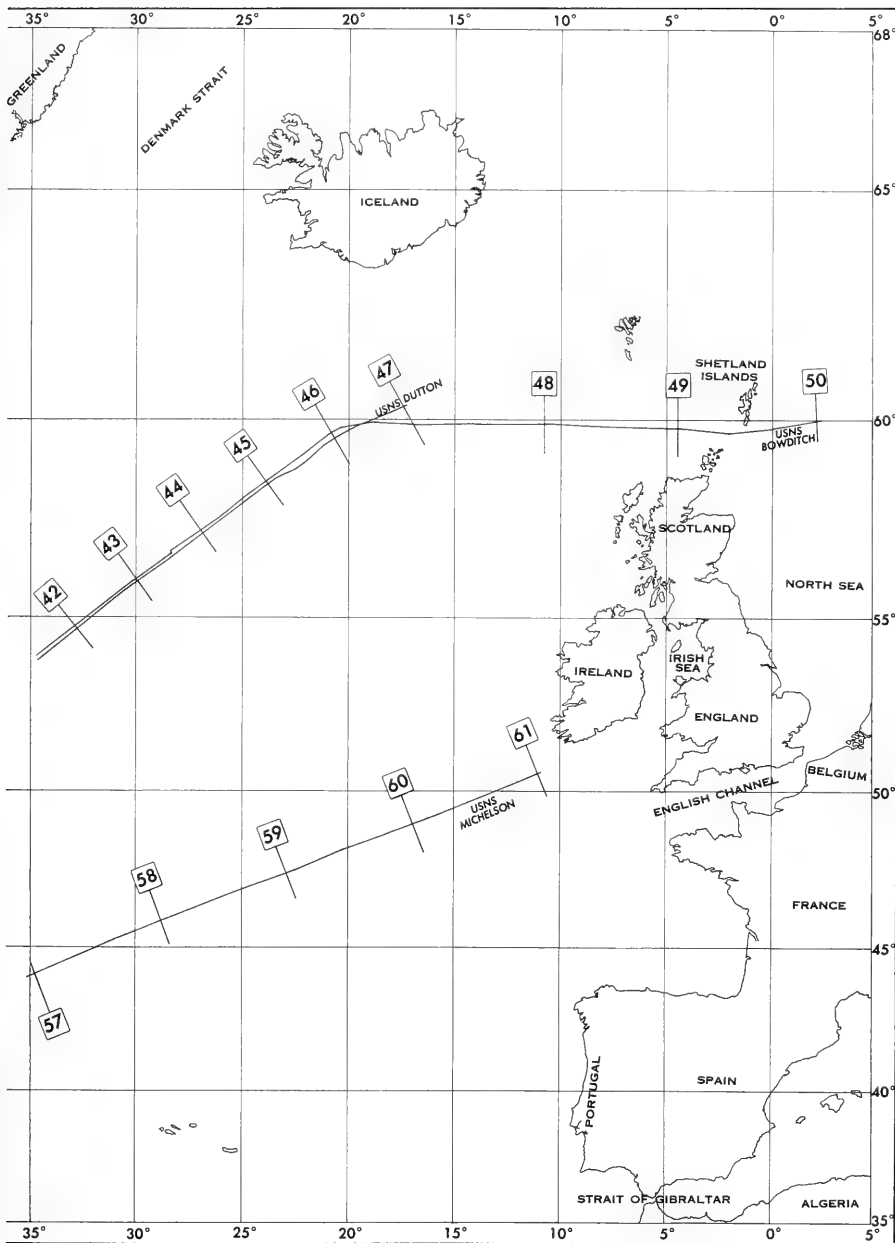 35° 30° 25° 20° 15° 10° 5° 0° 5°
68°
GREENLAND
DENMARK STRAIT
65°
ICELAND
SHETLAND
ISLANDS
47
48
49
50
46
USNS DUTTON
60°
USNS
BOWDITCH
45
44
SCOTLAND
43
42
NORTH SEA
55°
IRELAND
IRISH
SEA
ENGLAND
61
BELGIUM
50°
ENGLISH CHANNEL
60
USNS
MICHELSON
59
58
FRANCE
45°
57
PORTUGAL
SPAIN
40°
STRAIT OF GIBRALTAR
ALGERIA
35°
35° 30° 25° 20° 15° 10° 5° 0° 5°